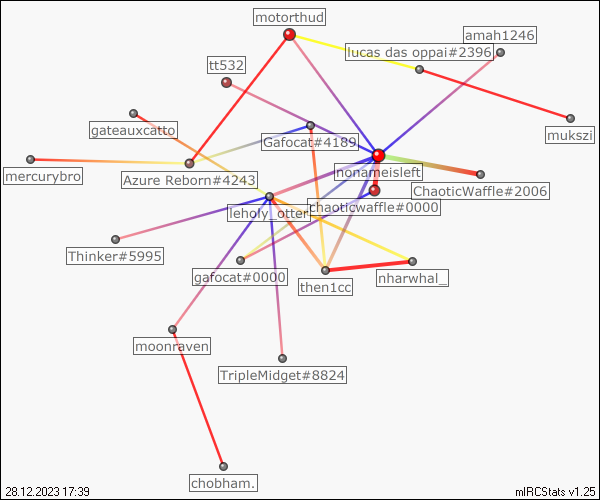 motorthud
amah1246
lucas das oppai#2396
tt532
gateauxcatto
Gafocat#4189
mukszi
nonameisleft
mercurybro
Azure Reborn#4243
ChaoticWaffle#2006
lehofy_otter
chaoticwaffle#0000
Thinker#5995
gafocat#0000
nharwhal_
then1cc
moonraven
TripleMidget#8824
chobham.
28.12.2023 17:39
mIRCStats v1.25